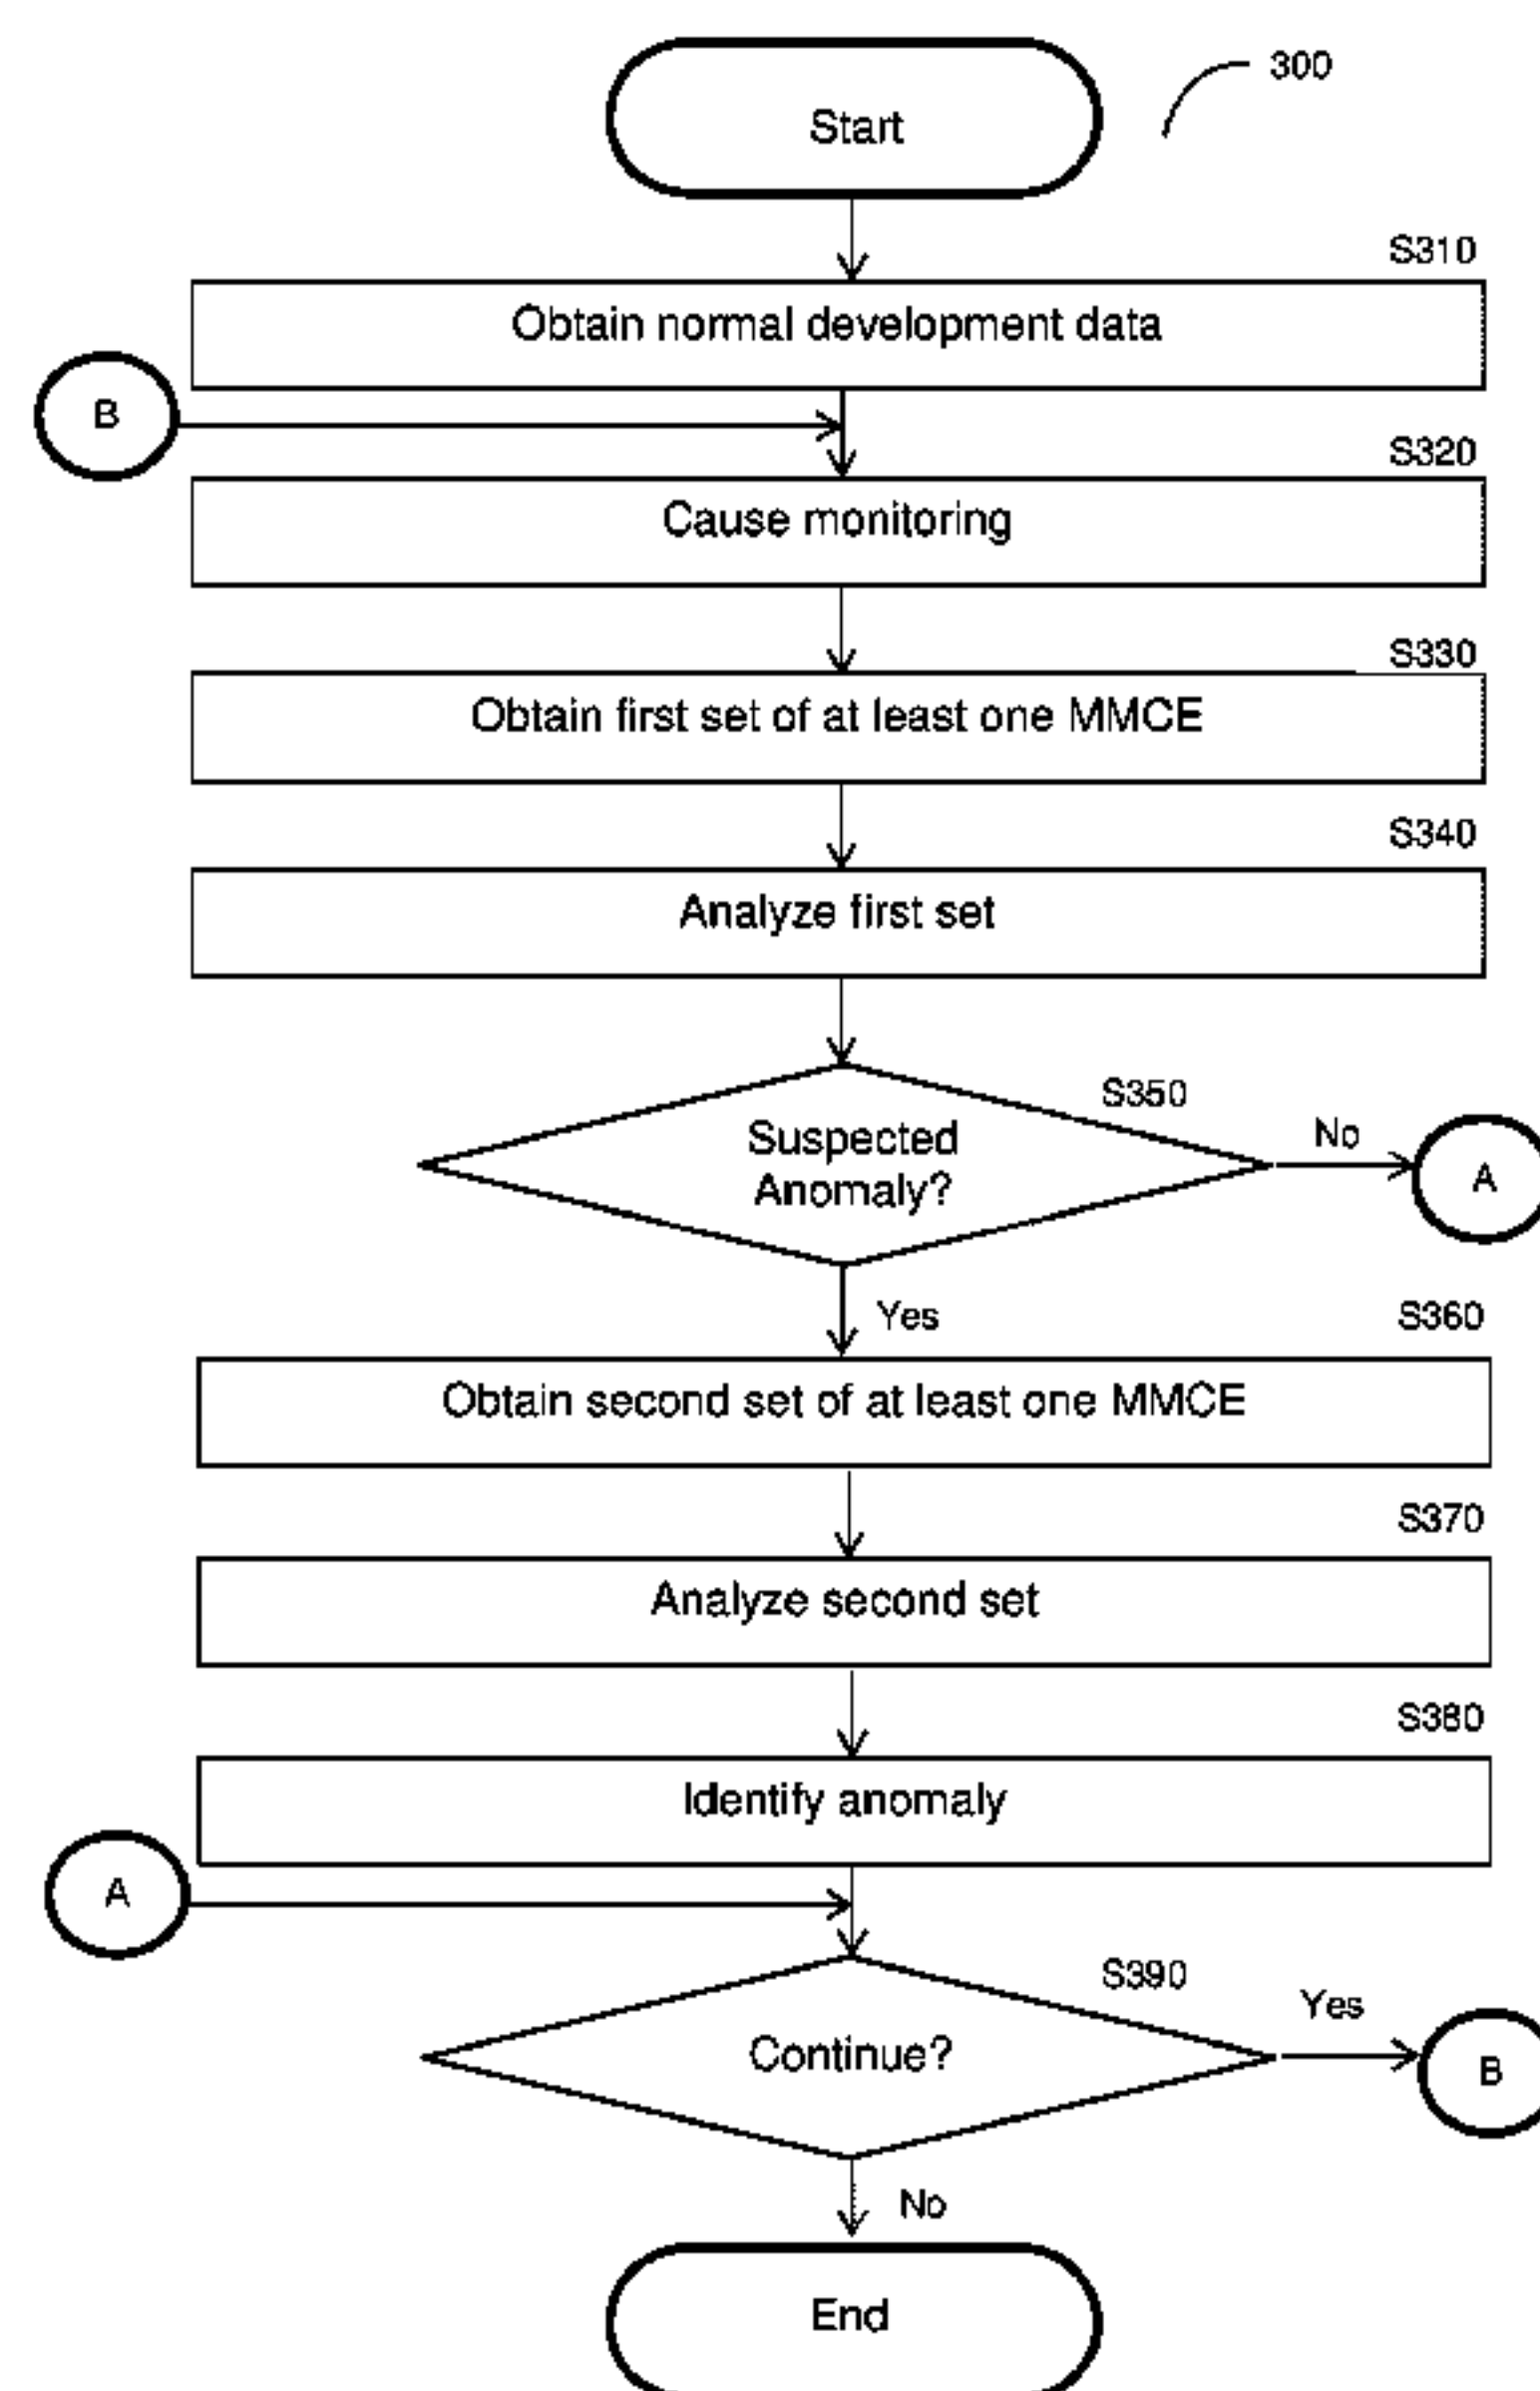 300
Start
S310
Obtain normal development data
B
S320
Cause monitoring
S330
Obtain first set of at least one MMCE
S340
Analyze first set
S350
Suspected
Anomaly?
No
A
Yes
S360
Obtain second set of at least one MMCE
S370
Analyze second set
S380
Identify anomaly
A
S390
Continue?
Yes
B
No
End